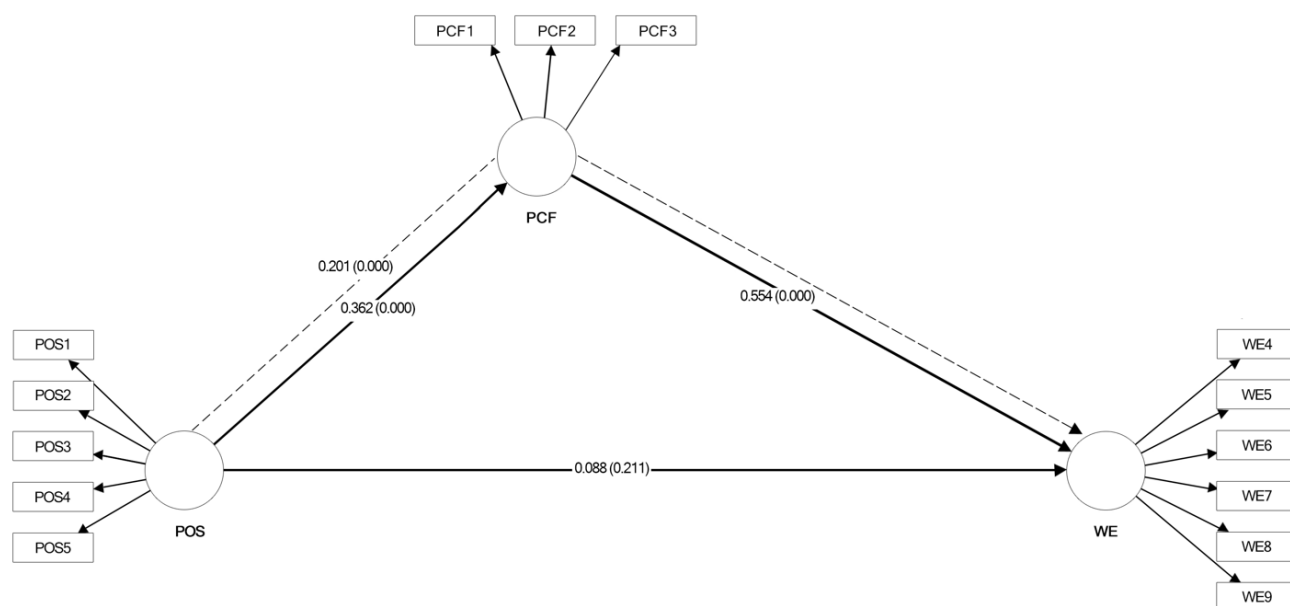 PCF1
PCF2
PCF3
PCF
0.201 (0.000)
0.362 (0.000)
0.554 (0.000)
POS1
POS2
POS3
POS4
POS5
POS
0.088 (0.211)
WE4
WE5
WE6
WE7
WE8
WE9
WE